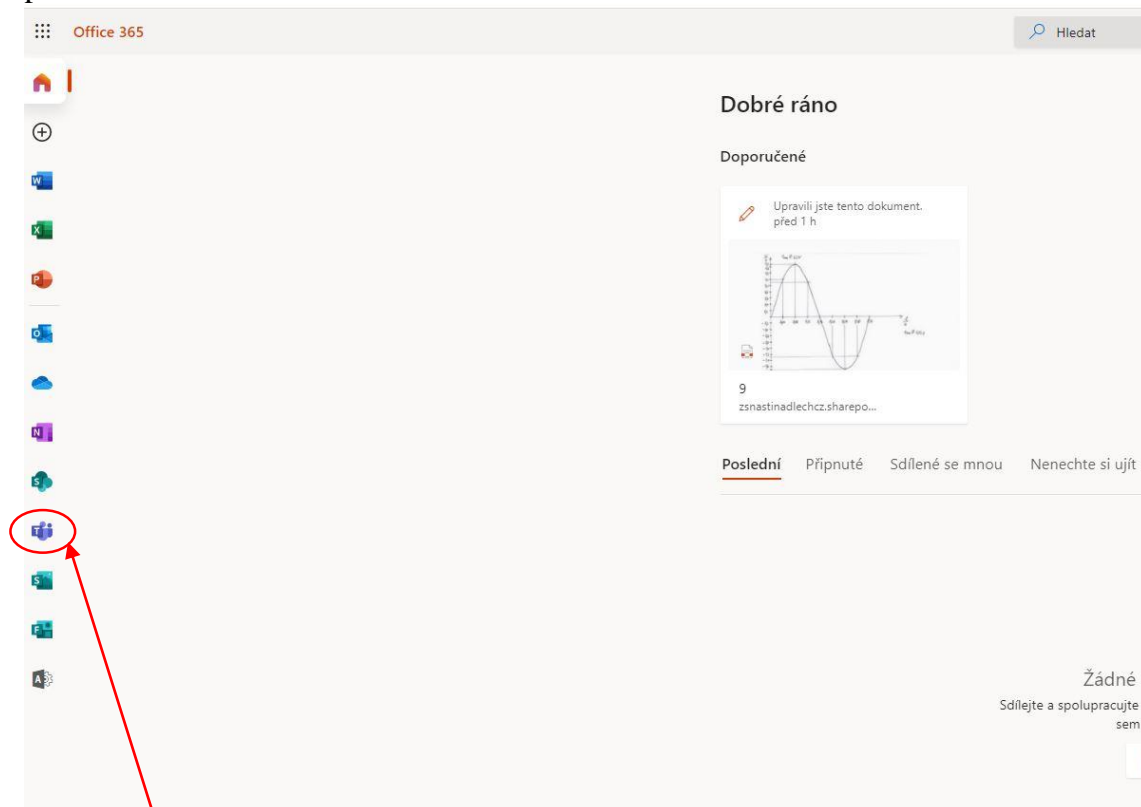 Office 365
Hledat
Dobré ráno
Doporučené
Upravili jste tento dokument.
před 1 h
9
zsnastinadlechcz.sharepo...
Poslední Připnuté Sdílené se mnou Nenechte si ujít
Žádné
Sdílejte a spolupracujte
sem